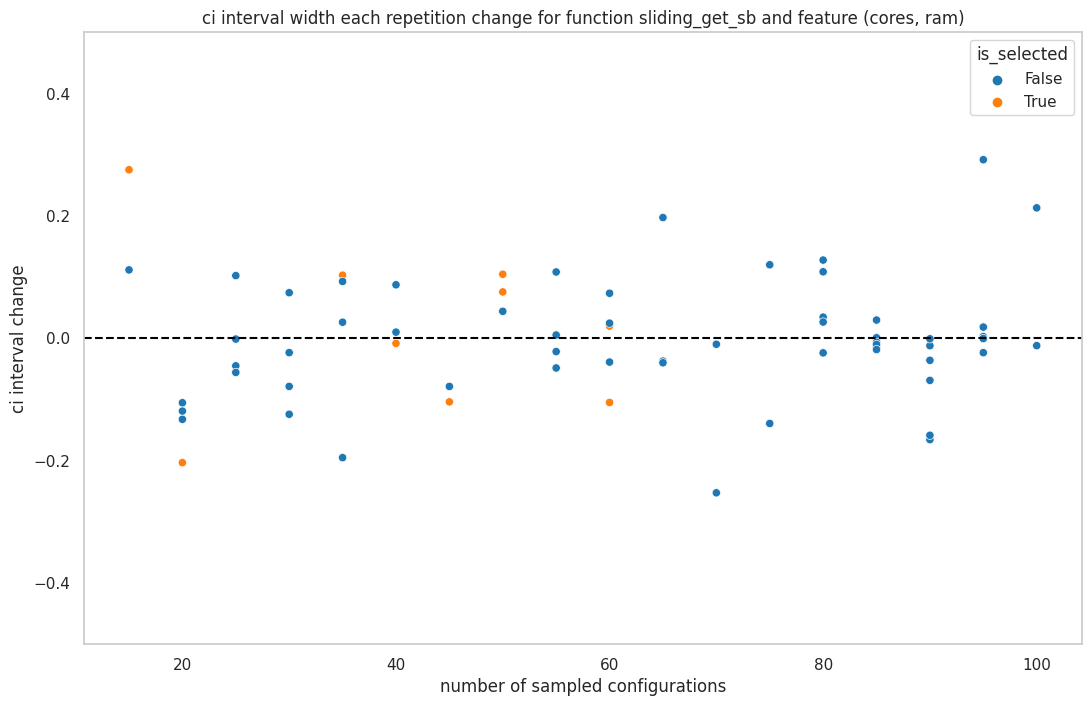 ci interval width each repetition change for function sliding_get_sb and feature (cores, ram)
is_selected
False
True
ci interval change
0.4
0.2
0.0
−0.2
−0.4
20
40
60
80
100
number of sampled configurations